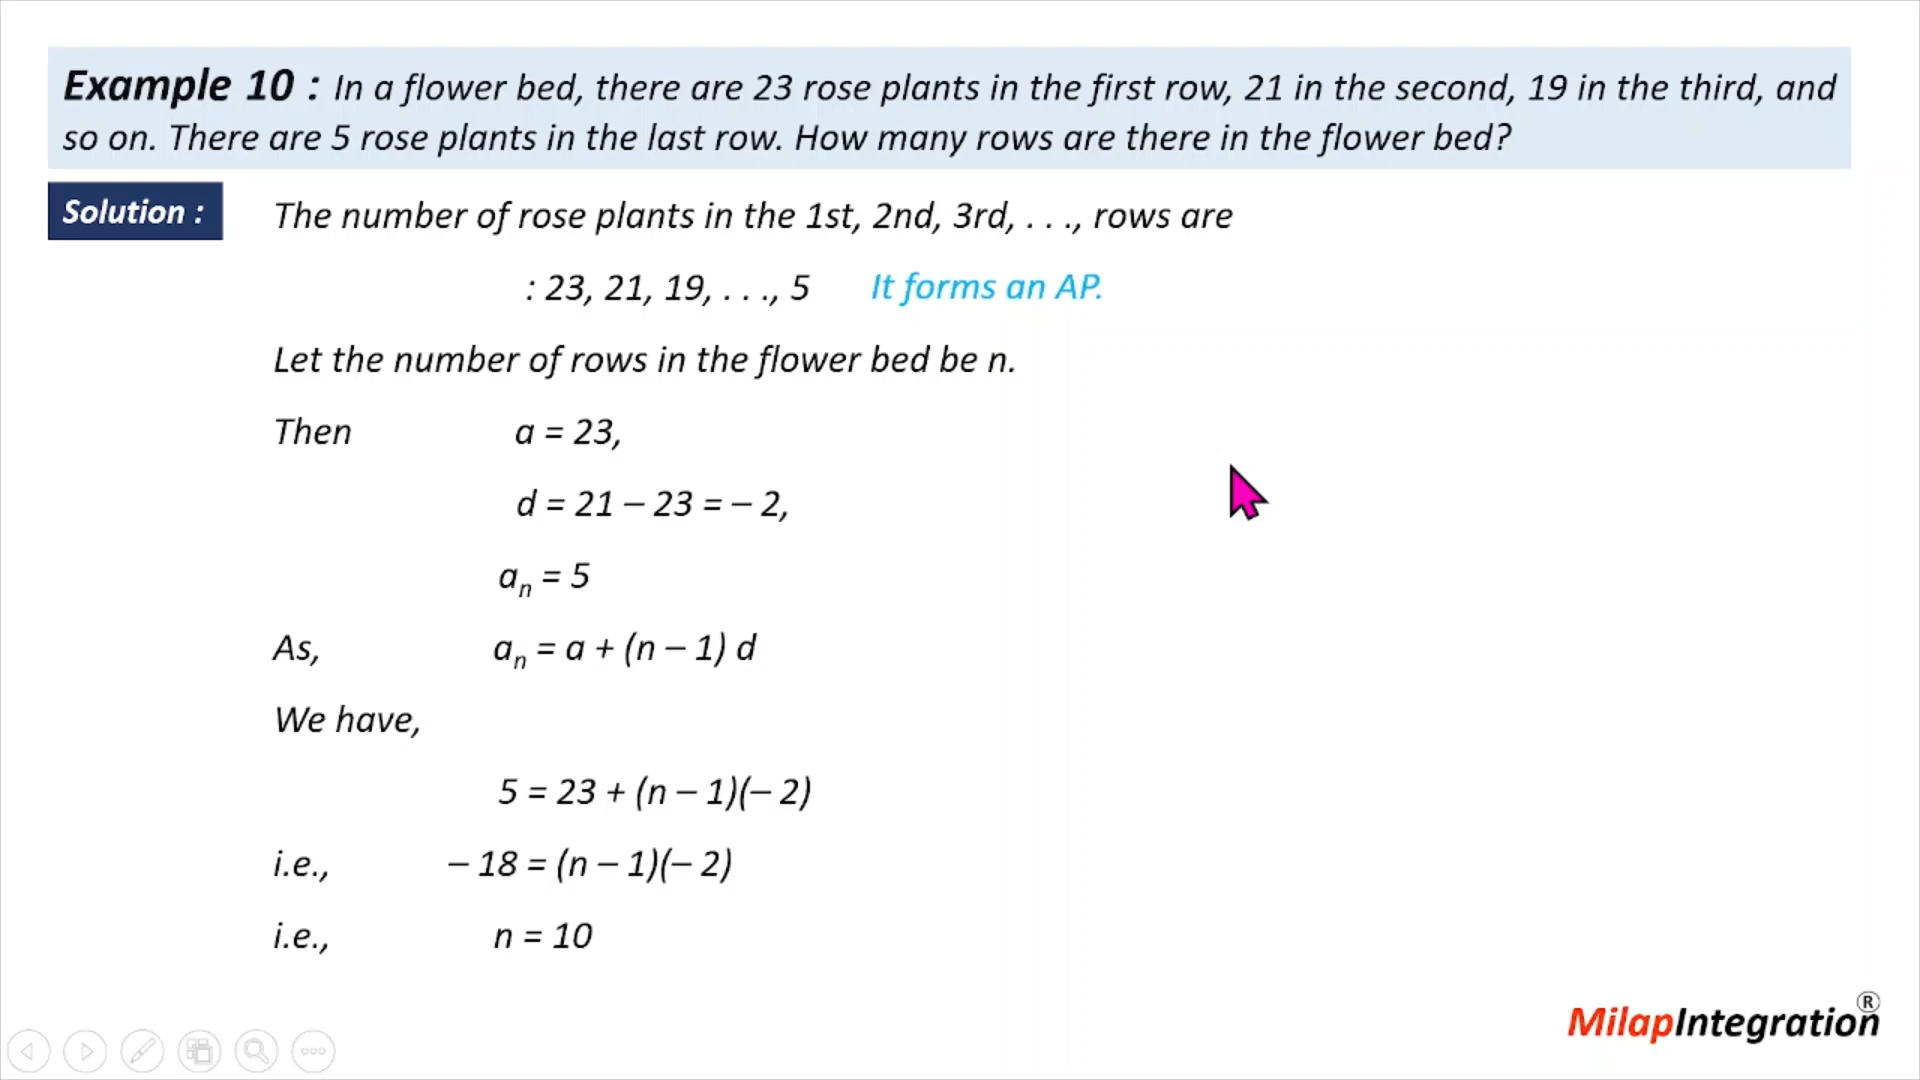 Example 10 : In a flower bed, there are 23 rose plants in the first row, 21 in the second, 19 in the third, and
so on. There are 5 rose plants in the last row. How many rows are there in the flower bed?
Solution : The number of rose plants in the 1st, 2nd, 3rd, . . ., rows are
: 23, 21, 19, . . ., 5 It forms an AP.
Let the number of rows in the flower bed be n.
Then a = 23,
d = 21 – 23 = – 2,
aₙ = 5
As, aₙ = a + (n – 1) d
We have,
5 = 23 + (n – 1)(– 2)
i.e., – 18 = (n – 1)(– 2)
i.e., n = 10
MilapIntegration®